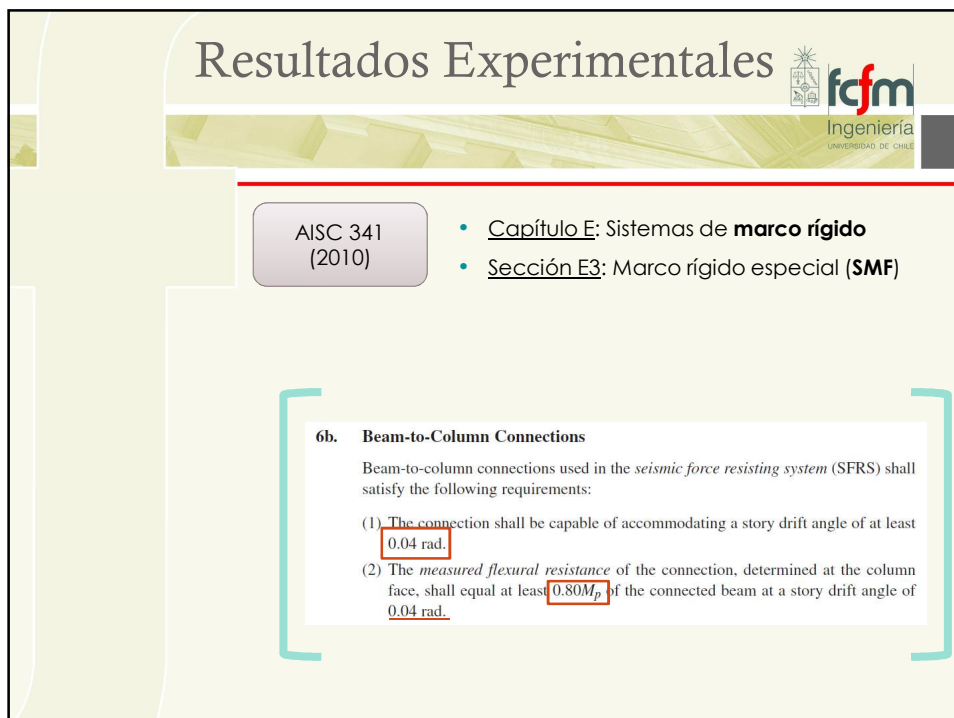 Resultados Experimentales
fcfm
Ingeniería
UNIVERSIDAD DE CHILE
AISC 341
(2010)
• Capítulo E: Sistemas de marco rígido
• Sección E3: Marco rígido especial (SMF)
6b. Beam-to-Column Connections
Beam-to-column connections used in the seismic force resisting system (SFRS) shall
satisfy the following requirements:
(1) The connection shall be capable of accommodating a story drift angle of at least
0.04 rad.
(2) The measured flexural resistance of the connection, determined at the column
face, shall equal at least 0.80Mp of the connected beam at a story drift angle of
0.04 rad.